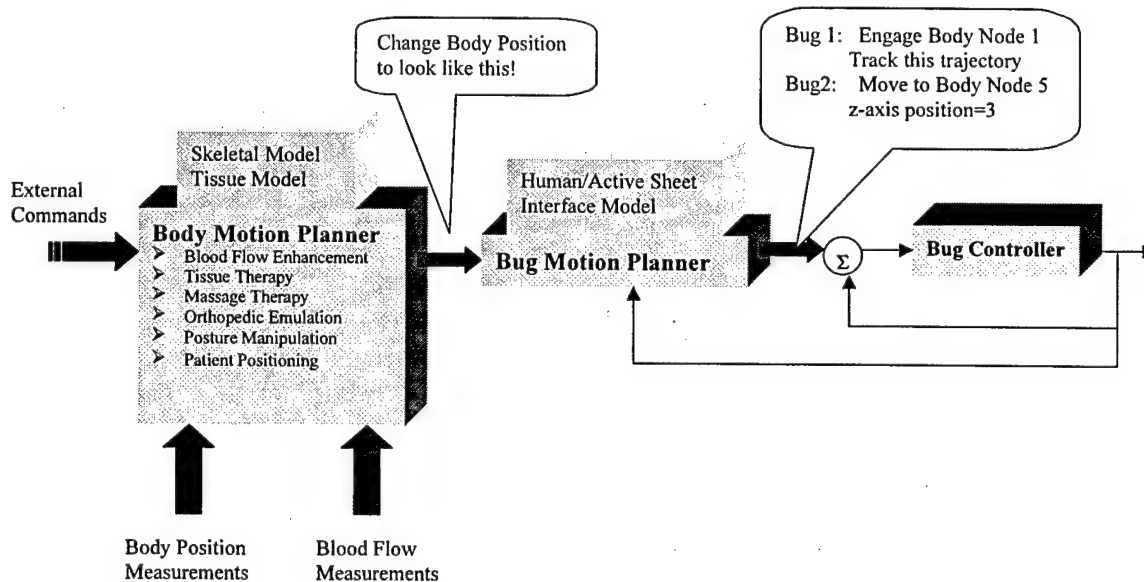 Change Body Position
to look like this!
Bug 1: Engage Body Node 1
Track this trajectory
Bug2: Move to Body Node 5
z-axis position=3
Skeletal Model
Tissue Model
External
Commands
Human/Active Sheet
Interface Model
Body Motion Planner
Blood Flow Enhancement
Tissue Therapy
Massage Therapy
Orthopedic Emulation
Posture Manipulation
Patient Positioning
Bug Motion Planner
Σ
Bug Controller
Body Position
Measurements
Blood Flow
Measurements